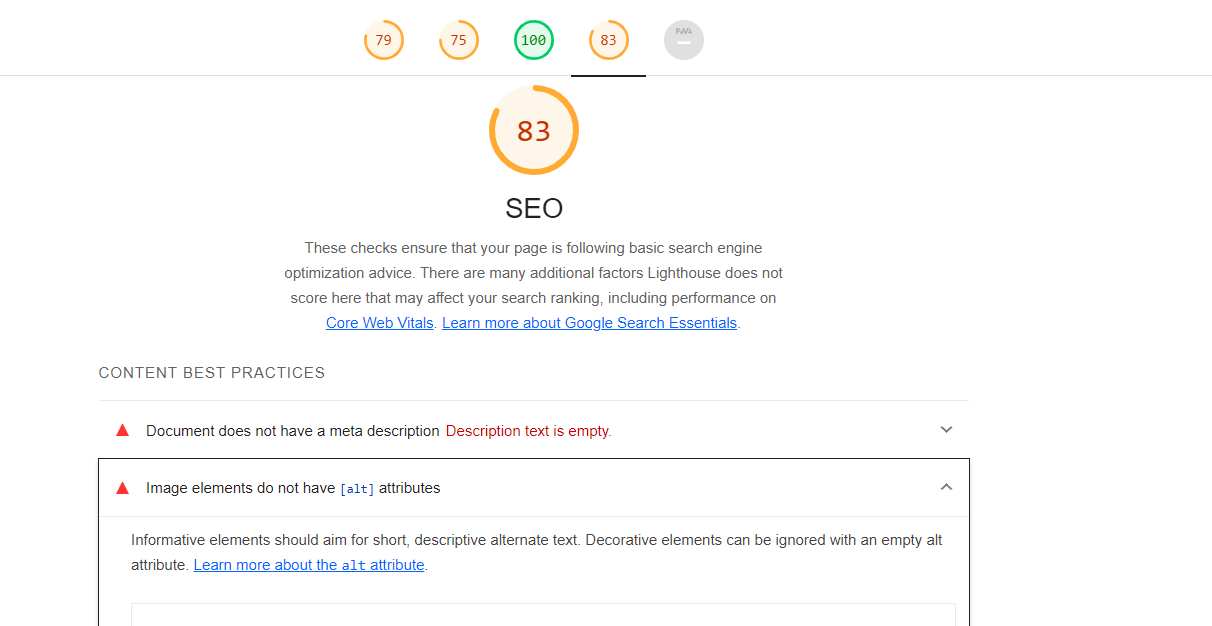 79 75 100 83 PWA
83
SEO
These checks ensure that your page is following basic search engine
optimization advice. There are many additional factors Lighthouse does not
score here that may affect your search ranking, including performance on
Core Web Vitals. Learn more about Google Search Essentials.
CONTENT BEST PRACTICES
Document does not have a meta description Description text is empty.
Image elements do not have [alt] attributes
Informative elements should aim for short, descriptive alternate text. Decorative elements can be ignored with an empty alt
attribute. Learn more about the alt attribute.